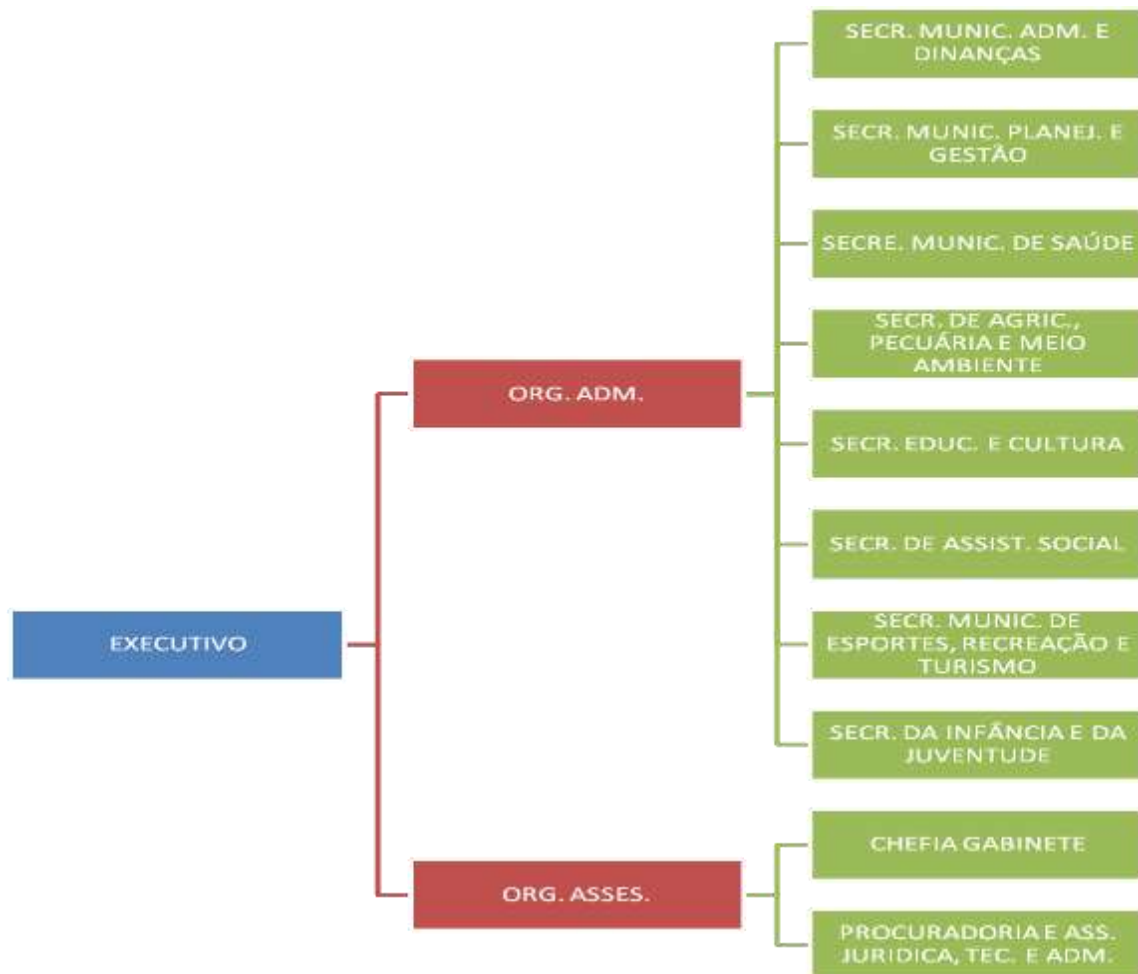 SECR. MUNIC. ADM. E
DINANÇAS
SECR. MUNIC. PLANEJ. E
GESTÃO
SECRE. MUNIC. DE SAÚDE
SECR. DE AGRIC.,
PECUÁRIA E MEIO
AMBIENTE
ORG. ADM.
SECR. EDUC. E CULTURA
SECR. DE ASSIST. SOCIAL
EXECUTIVO
SECR. MUNIC. DE
ESPORTES, RECREAÇÃO E
TURISMO
SECR. DA INFÂNCIA E DA
JUVENTUDE
CHEFIA GABINETE
ORG. ASSES.
PROCURADORIA E ASS.
JURIDICA, TEC. E ADM.